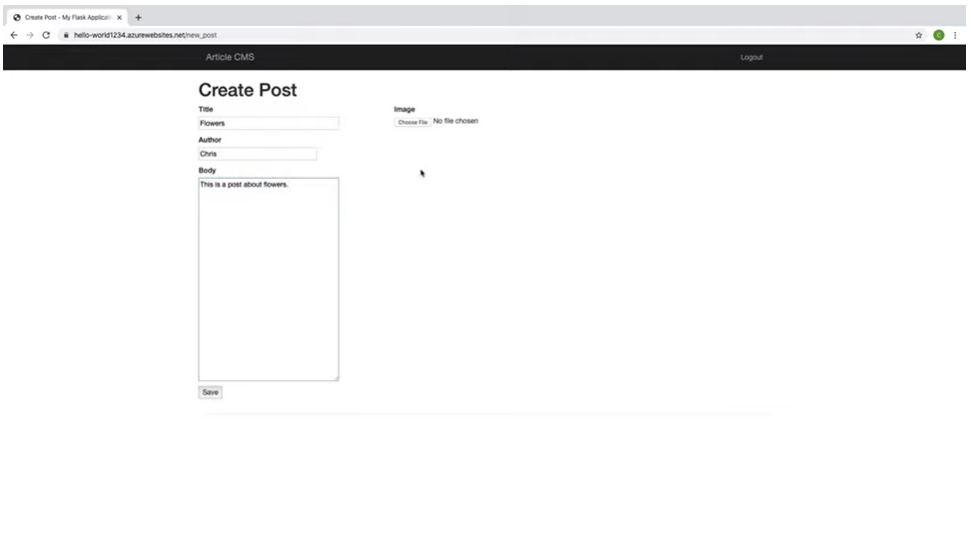 Create Post - My Flask Applicati
hello-world1234.azurewebsites.net/new_post
Article CMS
Logout
Create Post
Title
Flowers
Image
Choose File No file chosen
Author
Chris
Body
This is a post about flowers.
Save